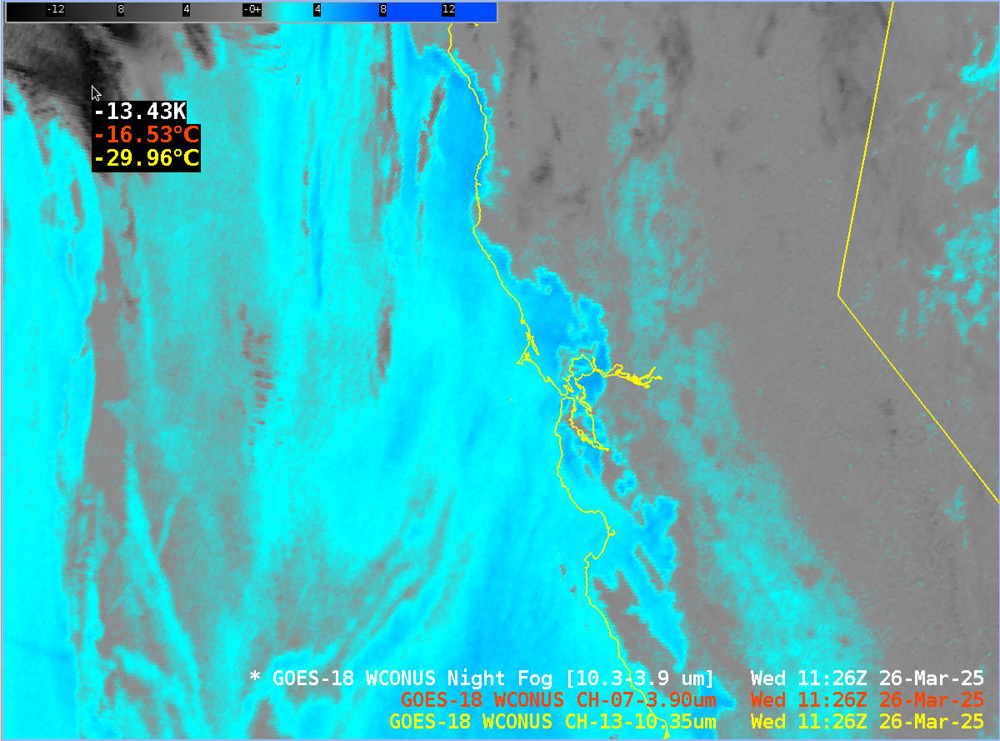 -12 8 4 -0+ 4 8 12
-13.43K
-16.53°C
-29.96°C
* GOES-18 WCONUS Night Fog [10.3-3.9 um] Wed 11:26Z 26-Mar-25
GOES-18 WCONUS CH-07-3.90um Wed 11:26Z 26-Mar-25
GOES-18 WCONUS CH-13-10.35um Wed 11:26Z 26-Mar-25